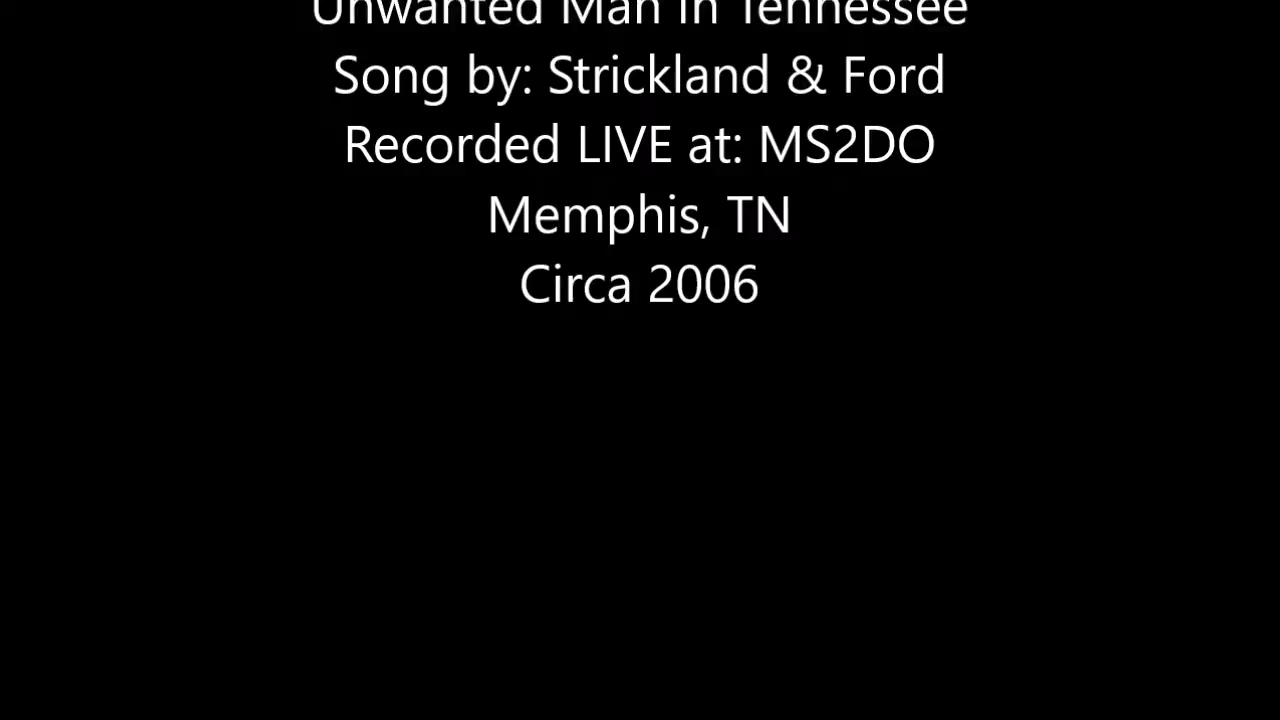 Unwanted Man in Tennessee
Song by: Strickland & Ford
Recorded LIVE at: MS2DO
Memphis, TN
Circa 2006